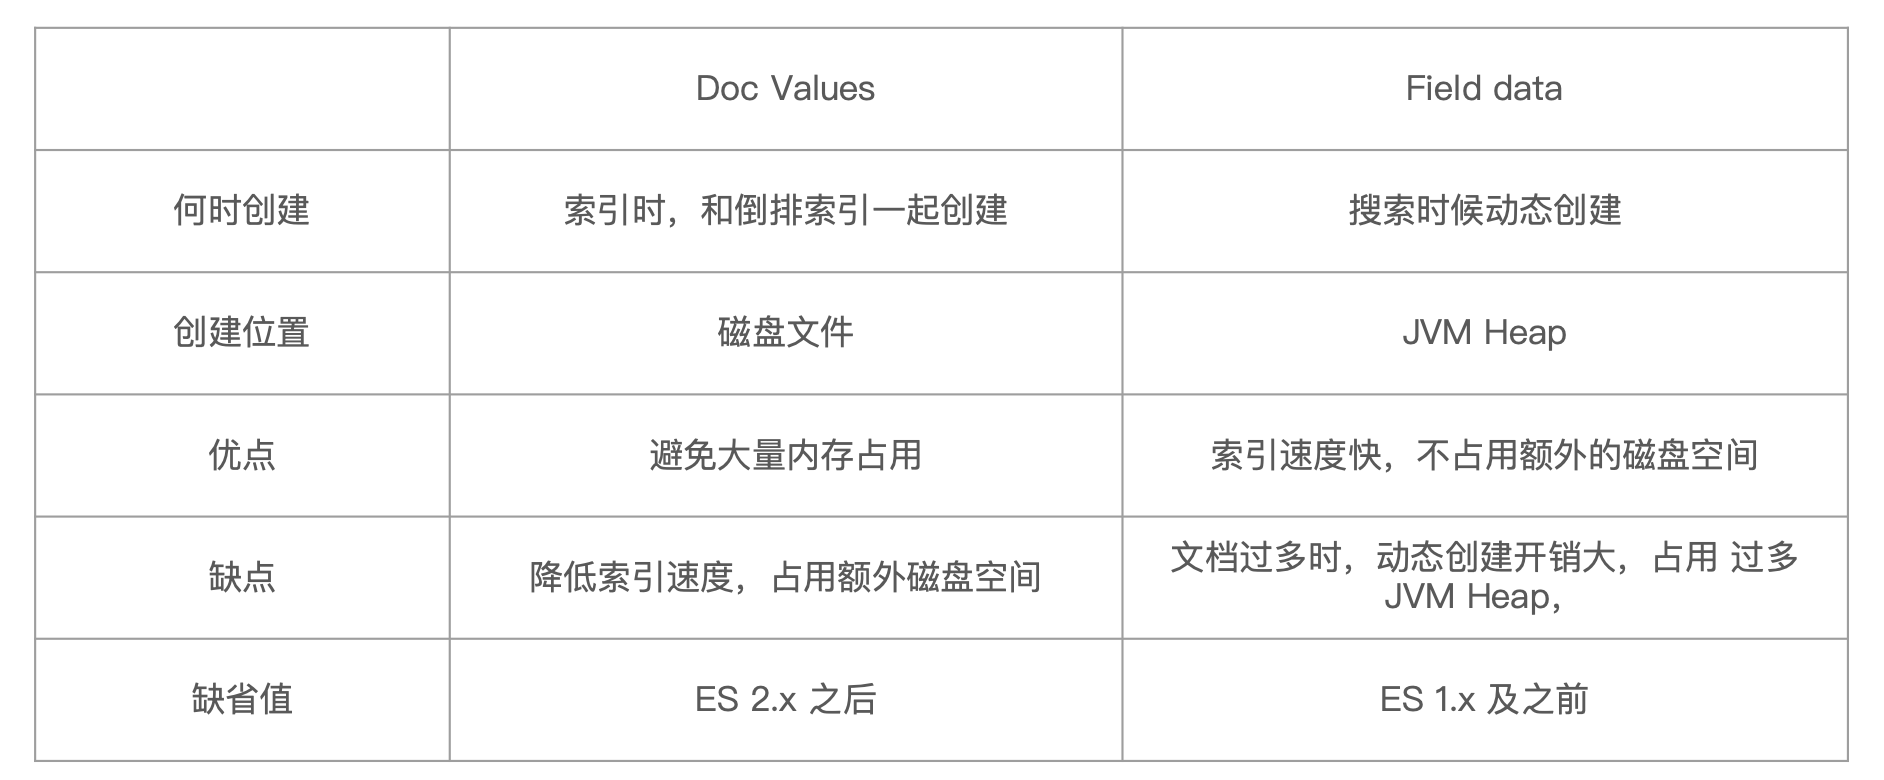 Doc Values
Field data
何时创建
索引时，和倒排索引一起创建
搜索时候动态创建
创建位置
磁盘文件
JVM Heap
优点
避免大量内存占用
索引速度快，不占用额外的磁盘空间
缺点
降低索引速度，占用额外磁盘空间
文档过多时，动态创建开销大，占用 过多
JVM Heap，
缺省值
ES 2.x 之后
ES 1.x 及之前